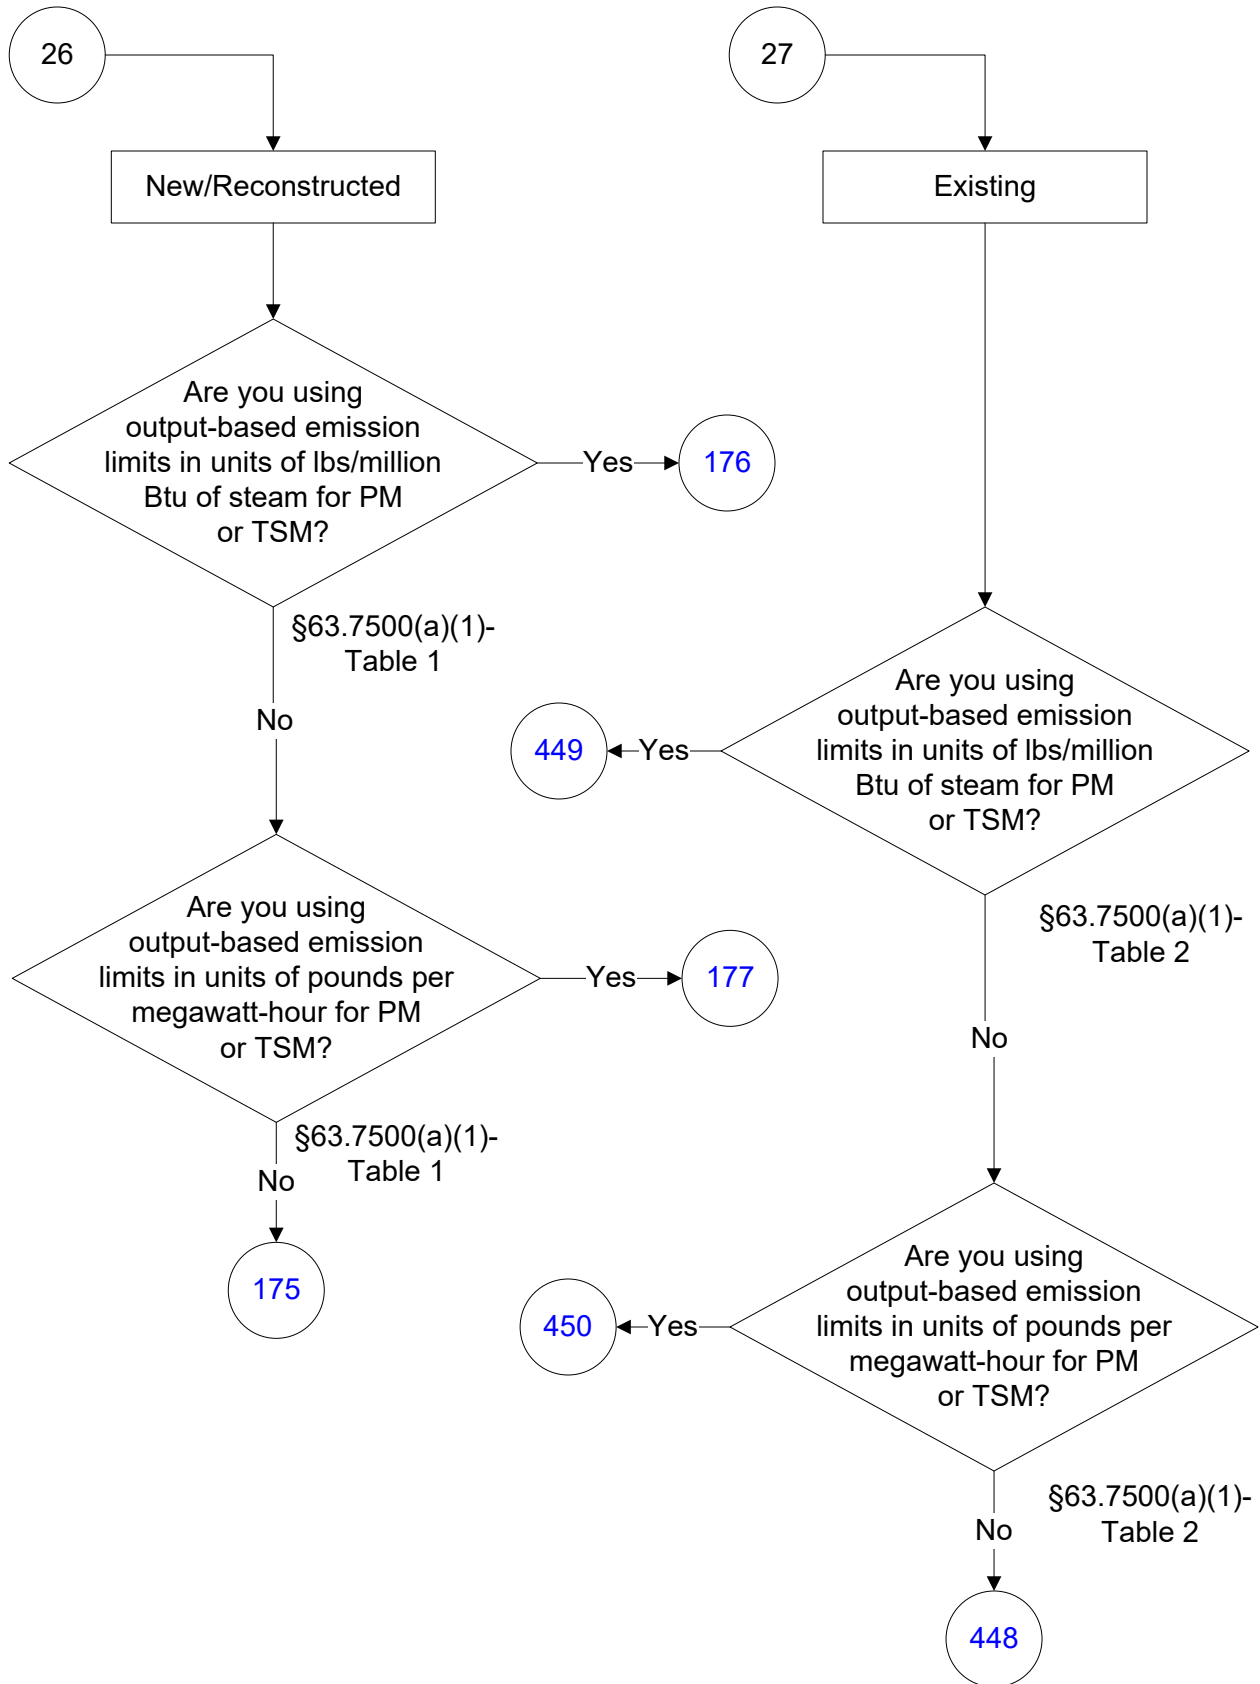 26
New/Reconstructed
Are you using
output-based emission
limits in units of lbs/million
Btu of steam for PM
or TSM?
Yes
176
§63.7500(a)(1)-
Table 1
No
Are you using
output-based emission
limits in units of pounds per
megawatt-hour for PM
or TSM?
Yes
177
§63.7500(a)(1)-
Table 1
No
175
27
Existing
Are you using
output-based emission
limits in units of lbs/million
Btu of steam for PM
or TSM?
Yes
449
§63.7500(a)(1)-
Table 2
No
Are you using
output-based emission
limits in units of pounds per
megawatt-hour for PM
or TSM?
Yes
450
§63.7500(a)(1)-
Table 2
No
448